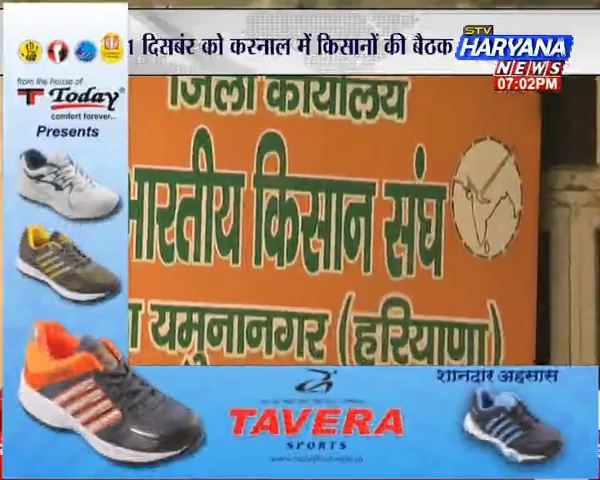 1 दिसबंर को करनाल में किसानों की बैठक
STV
HARYANA
NEWS
07:02PM
from the house of
Today
comfort forever...
Presents
जिला कार्यालय
भारतीय किसान संघ
यमुनानगर (हरियाणा)
शानदार अहसास
TAVERA
SPORTS